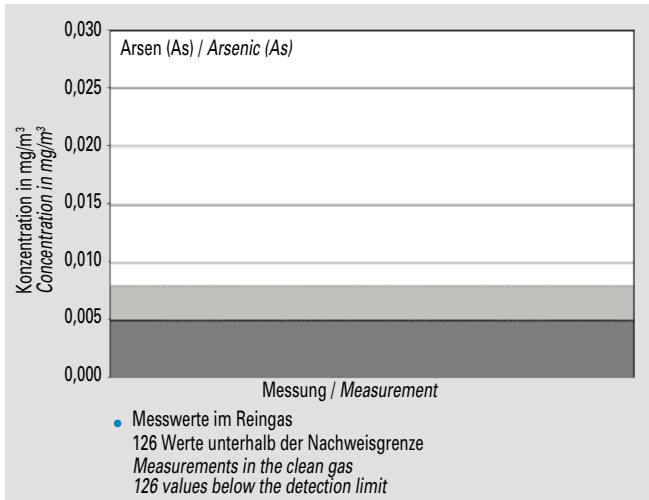 Konzentration in mg/m³
Concentration in mg/m³
0,030
0,025
0,020
0,015
0,010
0,005
0,000
Arsen (As) / Arsenic (As)
Messung / Measurement
Messwerte im Reingas
126 Werte unterhalb der Nachweisgrenze
Measurements in the clean gas
126 values below the detection limit